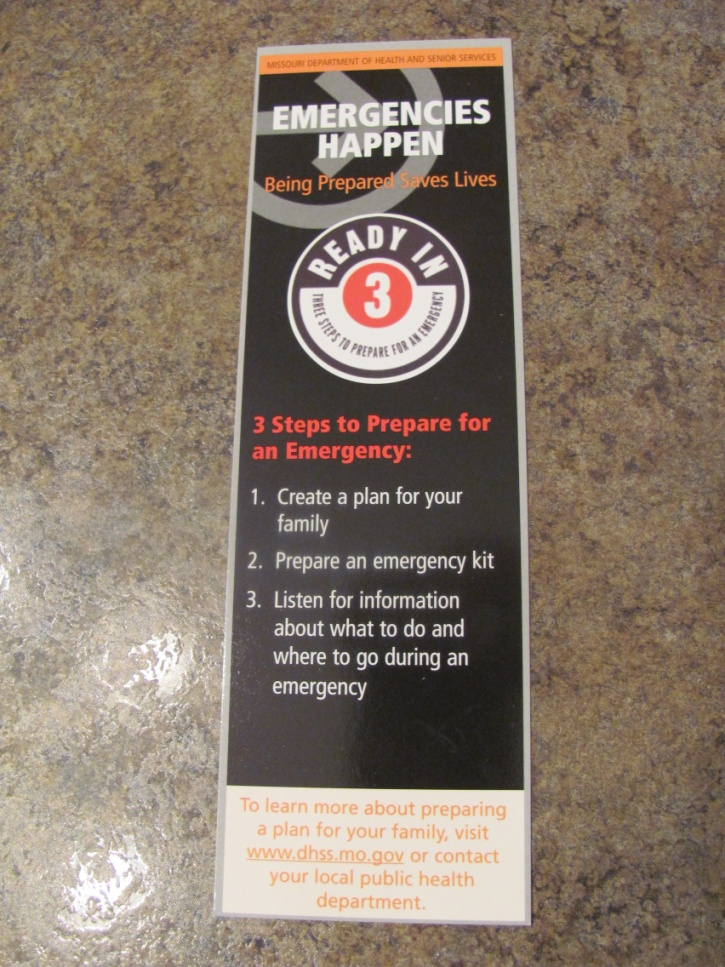 MISSOURI DEPARTMENT OF HEALTH AND SENIOR SERVICES
EMERGENCIES
HAPPEN
Being Prepared Saves Lives
READY IN
3
THREE STEPS TO PREPARE FOR AN EMERGENCY
3 Steps to Prepare for
an Emergency:
1. Create a plan for your
family
2. Prepare an emergency kit
3. Listen for information
about what to do and
where to go during an
emergency
To learn more about preparing
a plan for your family, visit
www.dhss.mo.gov or contact
your local public health
department.